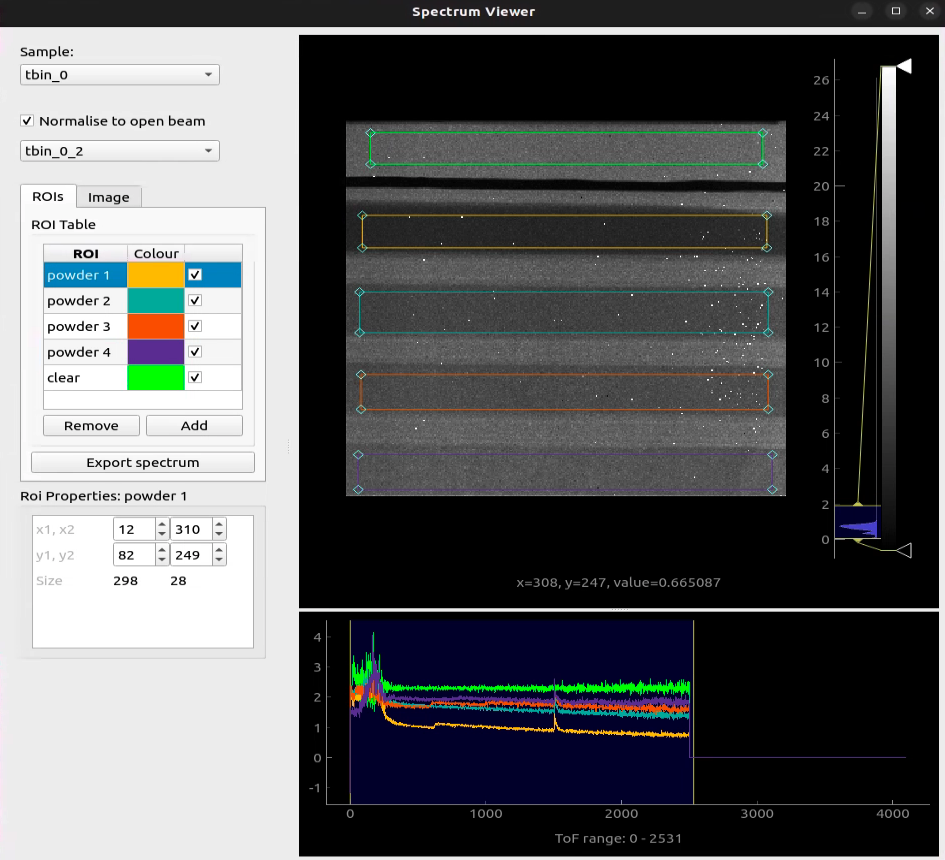 Spectrum Viewer
Sample:
tbin_0
Normalise to open beam
tbin_0_2
ROIs Image
ROI Table
ROI Colour
powder 1
powder 2
powder 3
powder 4
clear
Remove Add
Export spectrum
Roi Properties: powder 1
x1, x2 12 310
y1, y2 82 249
Size 298 28
26
24
22
20
18
16
14
12
10
8
6
4
2
0
x=308, y=247, value=0.665087
4
3
2
1
0
-1
0 1000 2000 3000 4000
ToF range: 0 - 2531